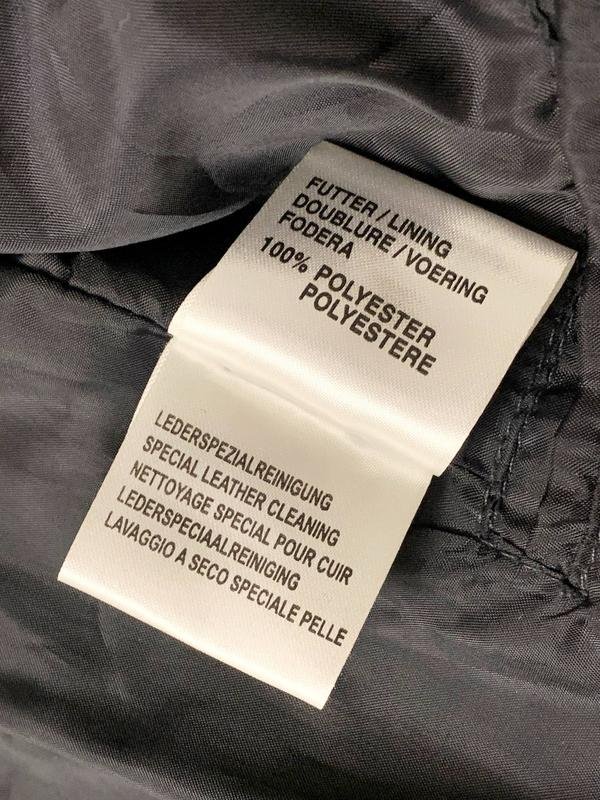 FUTTER / LINING
DOUBLURE / VOERING
FODERA
100% POLYESTER
POLYESTERE
LEDERSPEZIALREINIGUNG
SPECIAL LEATHER CLEANING
NETTOYAGE SPECIAL POUR CUIR
LEDERSPECIAALREINIGING
LAVAGGIO A SECO SPECIALE PELLE